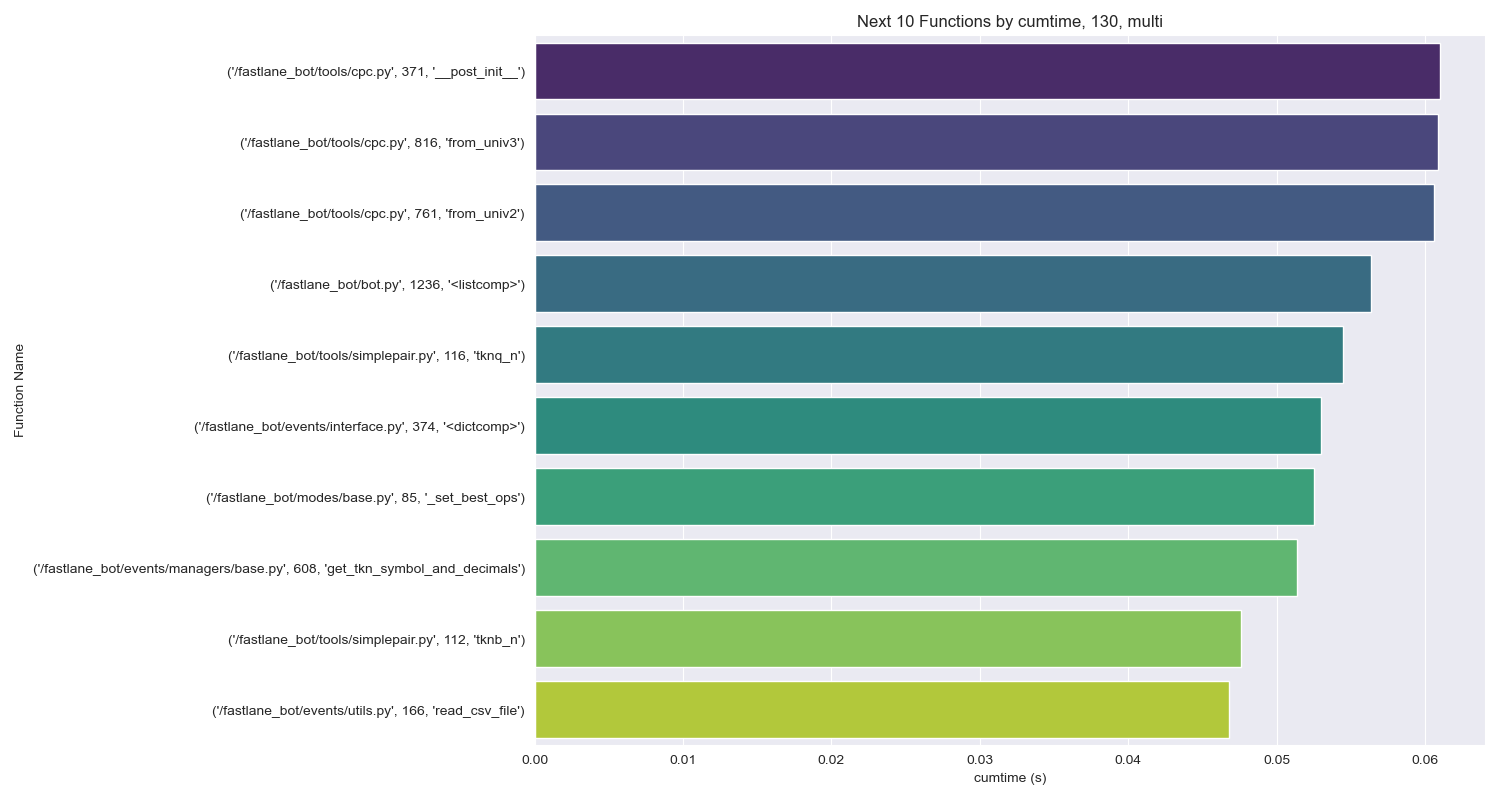 Next 10 Functions by cumtime, 130, multi
Function Name
('/fastlane_bot/tools/cpc.py', 371, '__post_init__')
('/fastlane_bot/tools/cpc.py', 816, 'from_univ3')
('/fastlane_bot/tools/cpc.py', 761, 'from_univ2')
('/fastlane_bot/bot.py', 1236, '<listcomp>')
('/fastlane_bot/tools/simplepair.py', 116, 'tknq_n')
('/fastlane_bot/events/interface.py', 374, '<dictcomp>')
('/fastlane_bot/modes/base.py', 85, '_set_best_ops')
('/fastlane_bot/events/managers/base.py', 608, 'get_tkn_symbol_and_decimals')
('/fastlane_bot/tools/simplepair.py', 112, 'tknb_n')
('/fastlane_bot/events/utils.py', 166, 'read_csv_file')
0.00 0.01 0.02 0.03 0.04 0.05 0.06
cumtime (s)